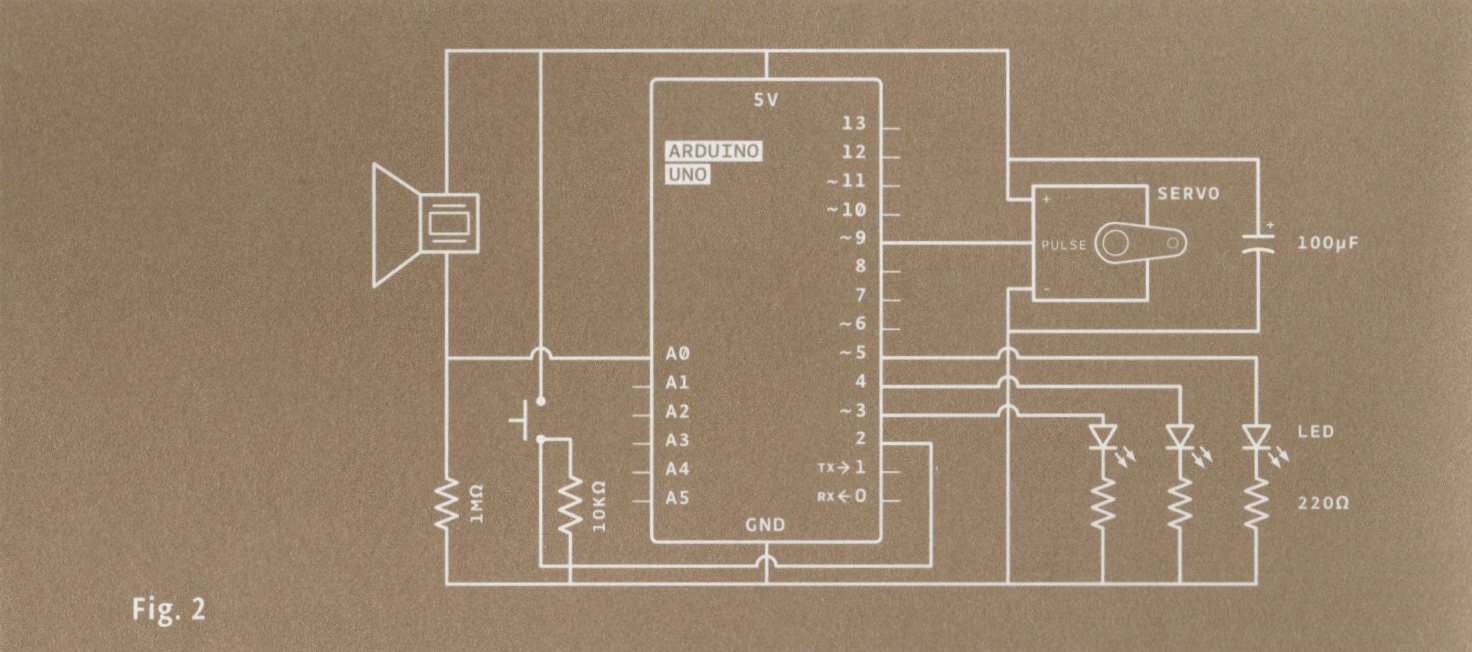 5V
ARDUINO
UNO
13
12
~11
~10
~9
8
7
~6
~5
4
~3
2
TX→1
RX←0
A0
A1
A2
A3
A4
A5
GND
+
PULSE
-
SERVO
+
100µF
LED
220Ω
1MΩ
10KΩ
Fig. 2